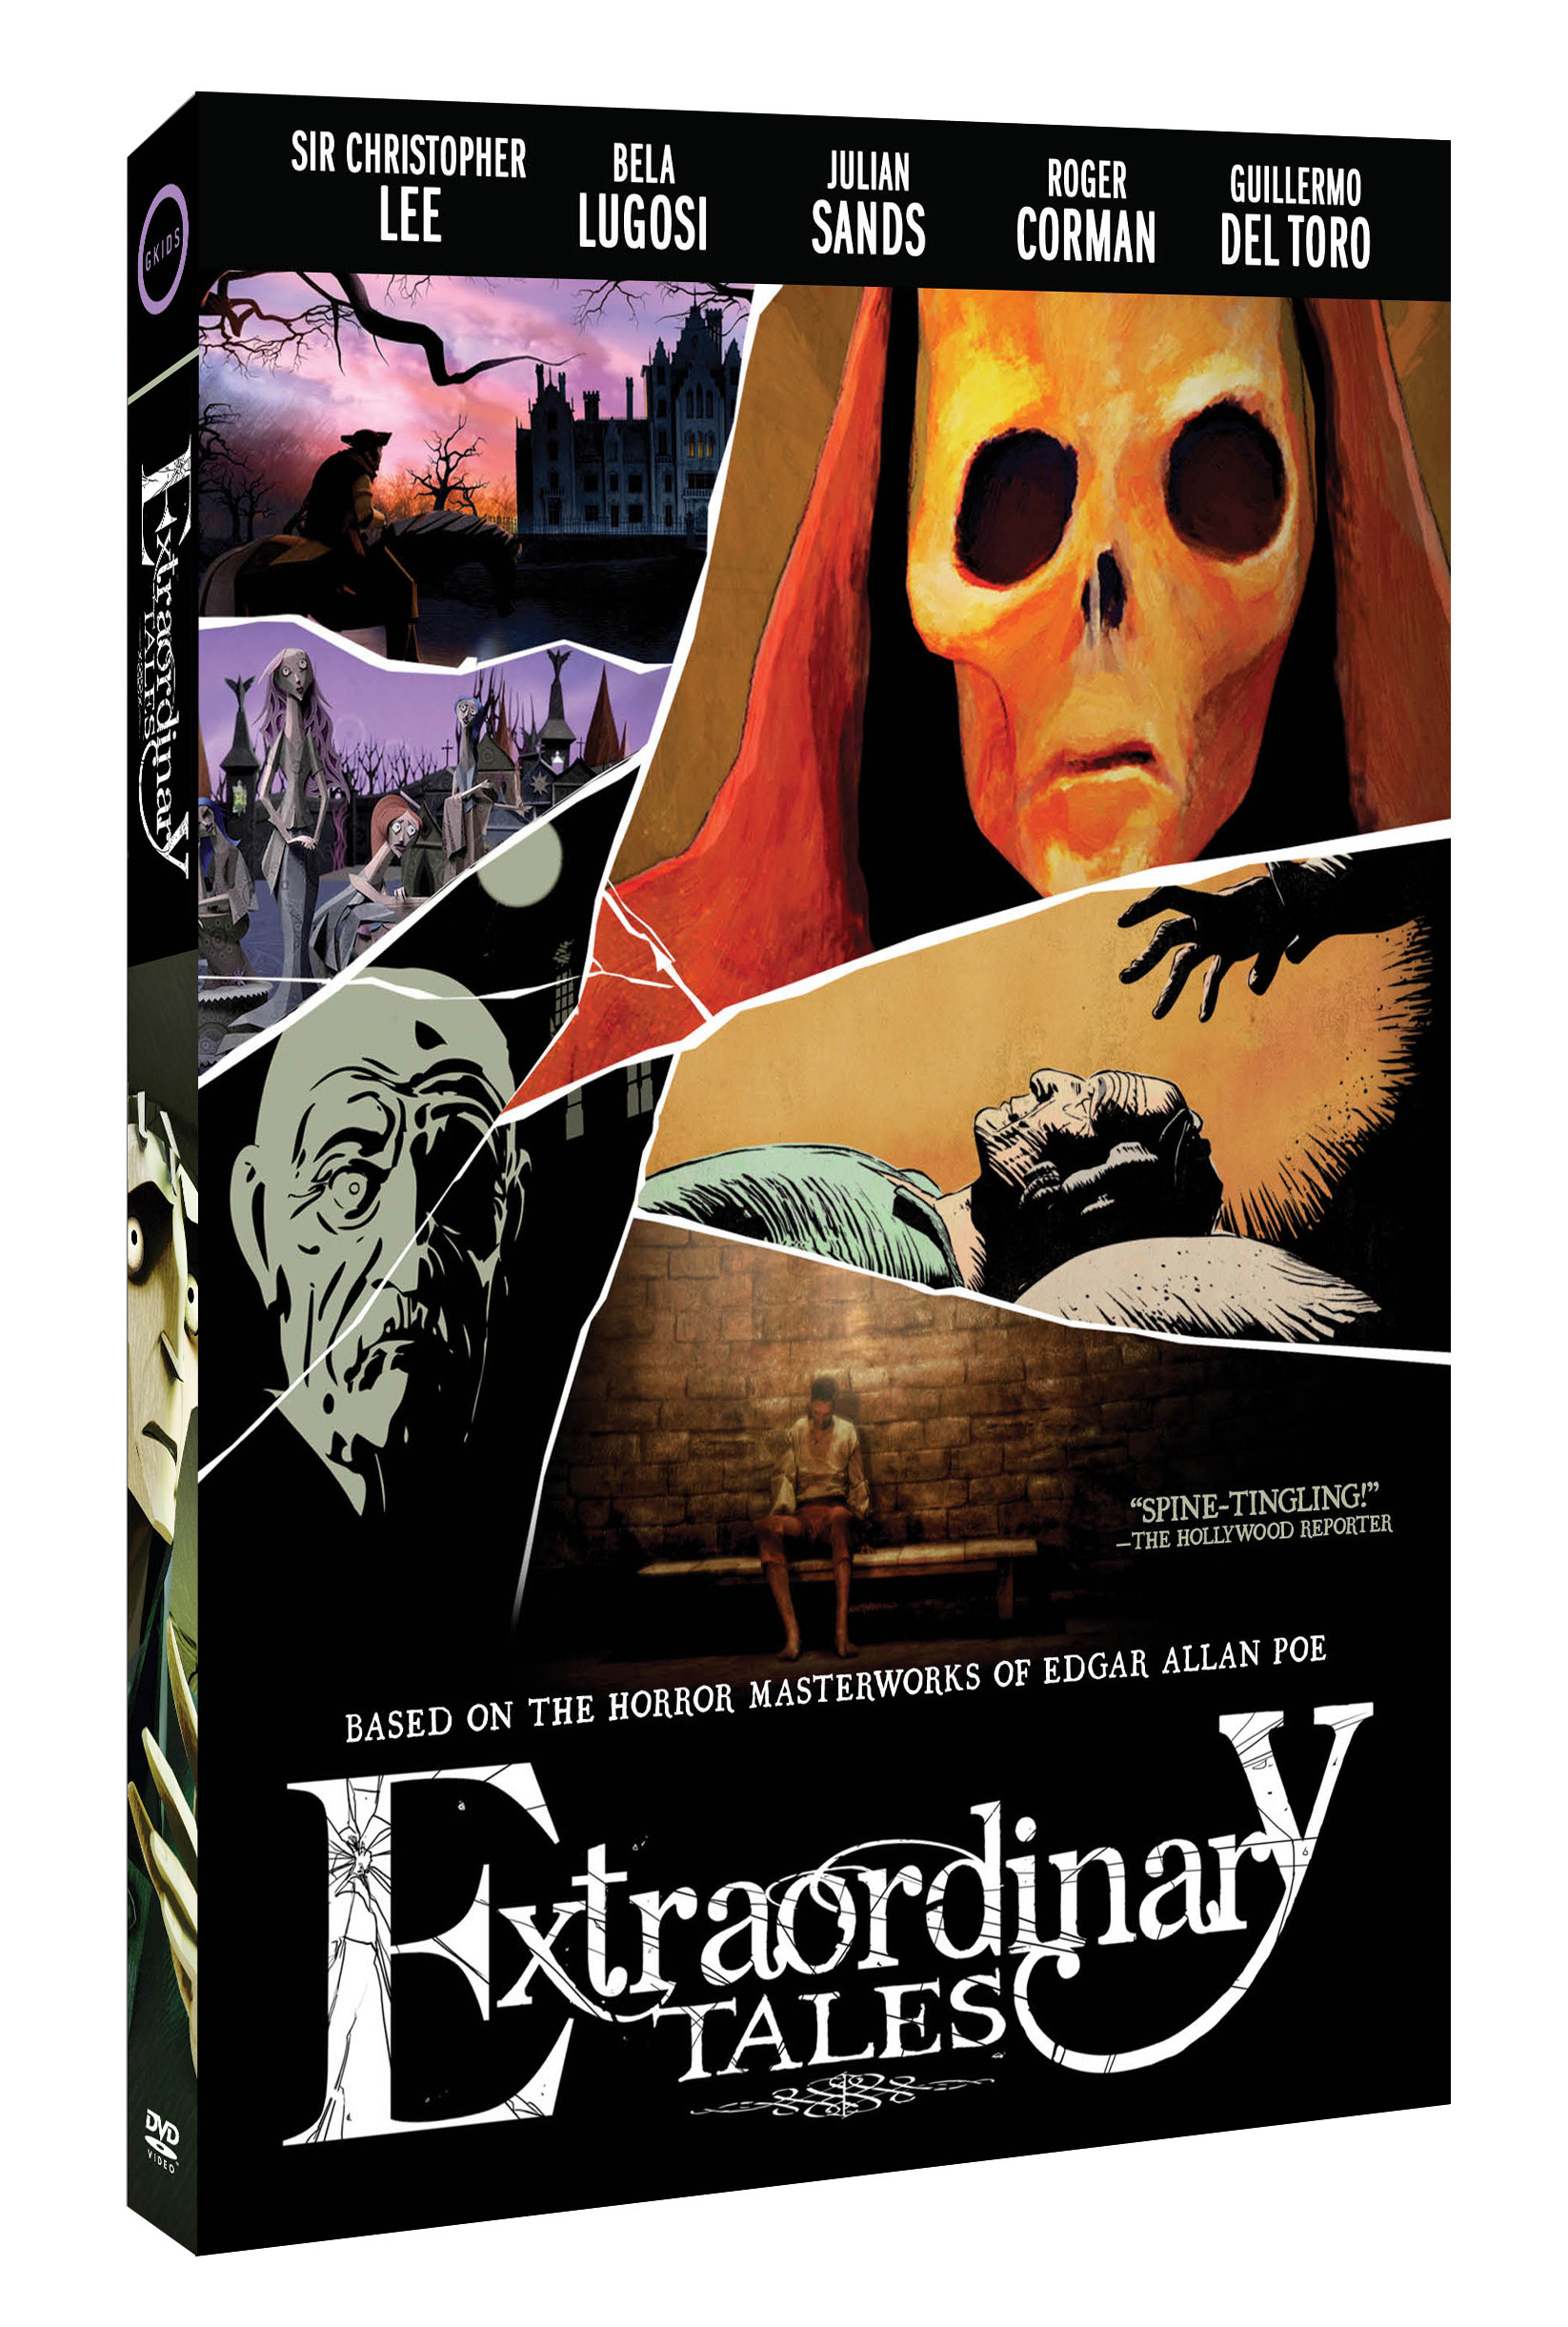 SIR CHRISTOPHER
LEE
BELA
LUGOSI
JULIAN
SANDS
ROGER
CORMAN
GUILLERMO
DEL TORO
GKIDS
Extraordinary
TALES
"SPINE-TINGLING!"
—THE HOLLYWOOD REPORTER
BASED ON THE HORROR MASTERWORKS OF EDGAR ALLAN POE
Extraordinary
TALES
DVD
VIDEO